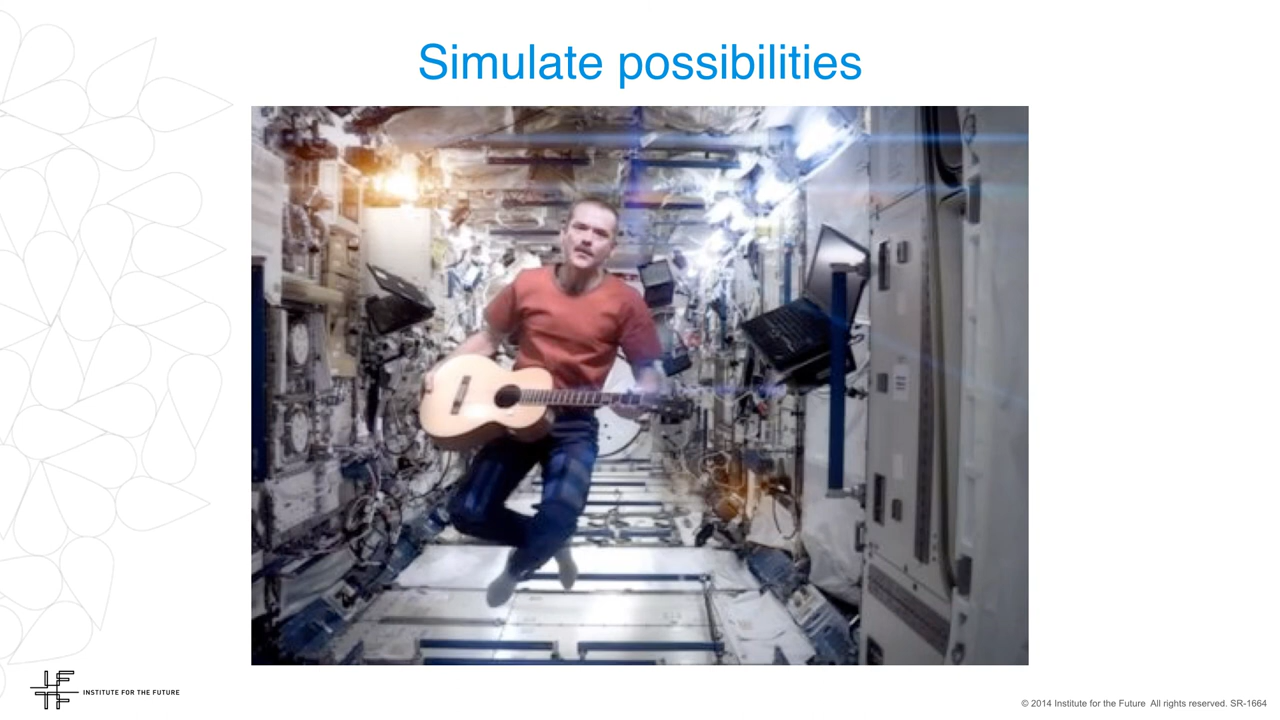 Simulate possibilities
INSTITUTE FOR THE FUTURE
© 2014 Institute for the Future All rights reserved. SR-1664